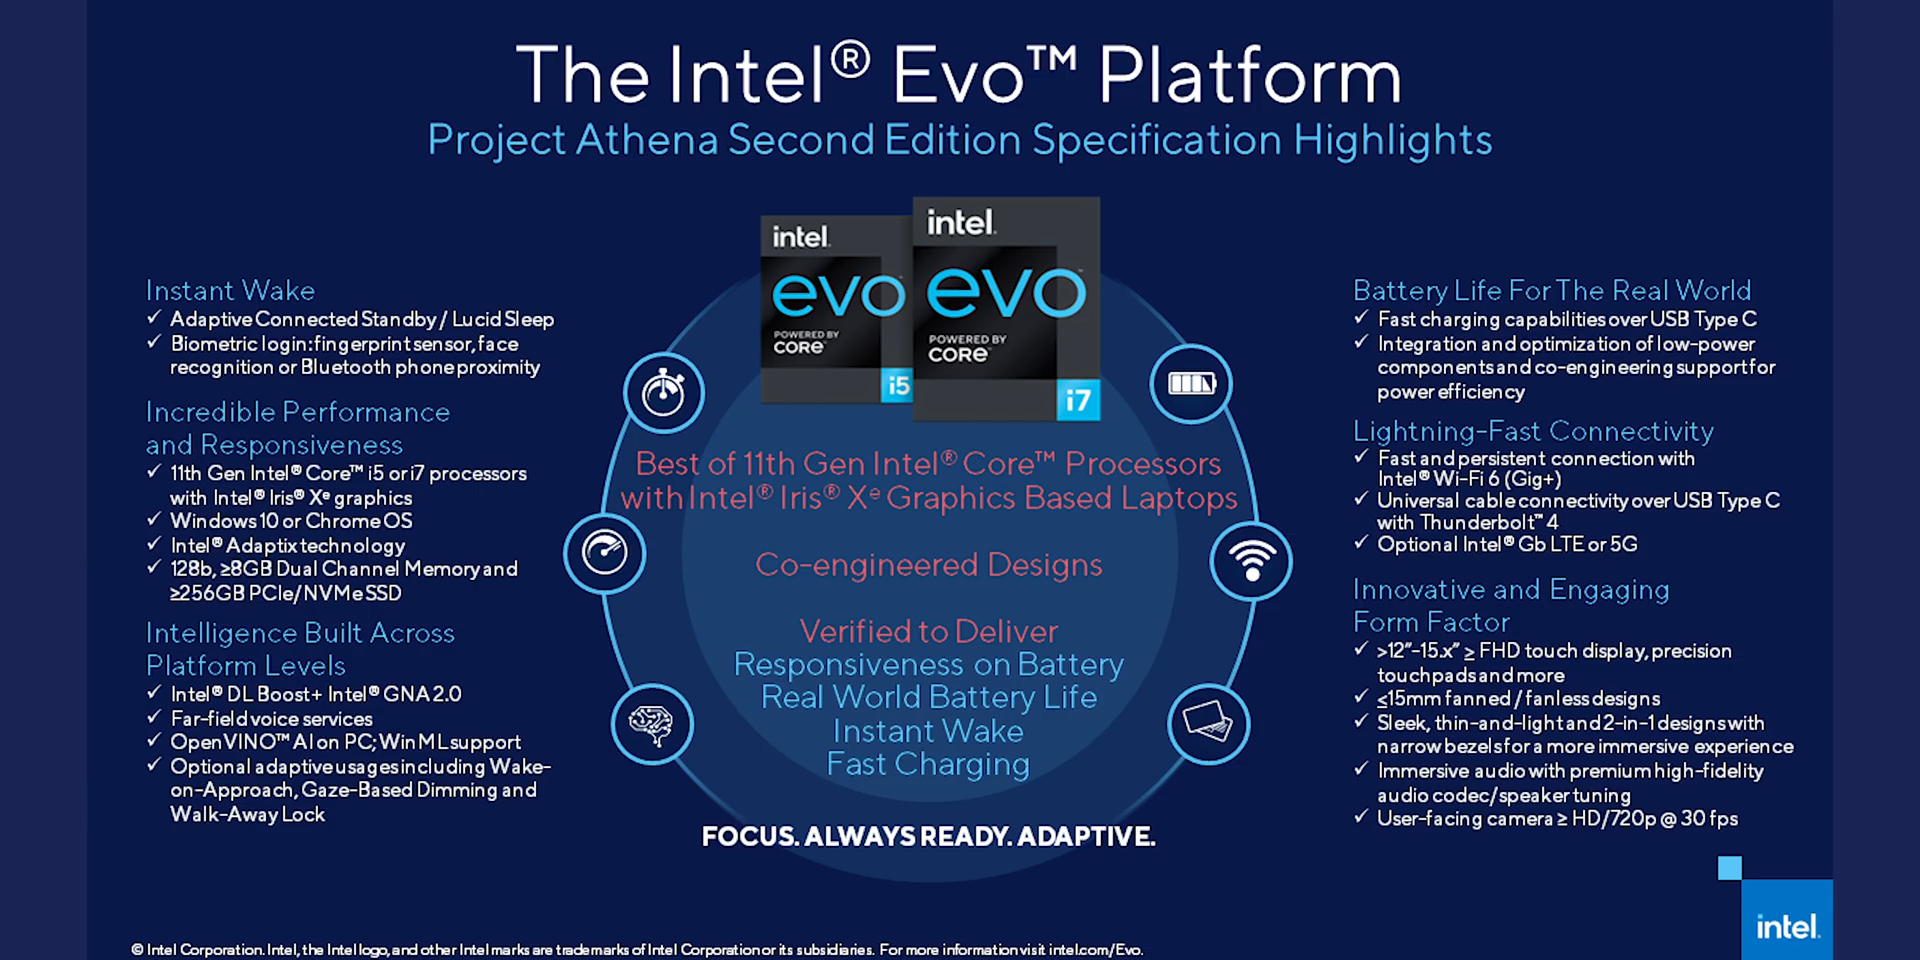 The Intel® Evo™ Platform
Project Athena Second Edition Specification Highlights
intel.
evo
POWERED BY
CORE™
i5
intel.
evo™
POWERED BY
CORE™
i7
Instant Wake
✓ Adaptive Connected Standby / Lucid Sleep
✓ Biometric login: fingerprint sensor, face
recognition or Bluetooth phone proximity
Incredible Performance
and Responsiveness
✓ 11th Gen Intel® Core™ i5 or i7 processors
with Intel® Iris® Xᵉ graphics
✓ Windows 10 or Chrome OS
✓ Intel® Adaptix technology
✓ 128b, ≥8GB Dual Channel Memory and
≥256GB PCIe/NVMe SSD
Intelligence Built Across
Platform Levels
✓ Intel® DL Boost + Intel® GNA 2.0
✓ Far-field voice services
✓ OpenVINO™ AI on PC; WinML support
✓ Optional adaptive usages including Wake-
on-Approach, Gaze-Based Dimming and
Walk-Away Lock
Best of 11th Gen Intel® Core™ Processors
with Intel® Iris® Xᵉ Graphics Based Laptops
Co-engineered Designs
Verified to Deliver
Responsiveness on Battery
Real World Battery Life
Instant Wake
Fast Charging
FOCUS. ALWAYS READY. ADAPTIVE.
Battery Life For The Real World
✓ Fast charging capabilities over USB Type C
✓ Integration and optimization of low-power
components and co-engineering support for
power efficiency
Lightning-Fast Connectivity
✓ Fast and persistent connection with
Intel® Wi-Fi 6 (Gig+)
✓ Universal cable connectivity over USB Type C
with Thunderbolt™ 4
✓ Optional Intel® Gb LTE or 5G
Innovative and Engaging
Form Factor
✓ >12”-15.x” ≥ FHD touch display, precision
touchpads and more
✓ ≤15mm fanned / fanless designs
✓ Sleek, thin-and-light and 2-in-1 designs with
narrow bezels for a more immersive experience
✓ Immersive audio with premium high-fidelity
audio codec/speaker tuning
✓ User-facing camera ≥ HD/720p @ 30 fps
intel.
© Intel Corporation. Intel, the Intel logo, and other Intel marks are trademarks of Intel Corporation or its subsidiaries. For more information visit intel.com/Evo.